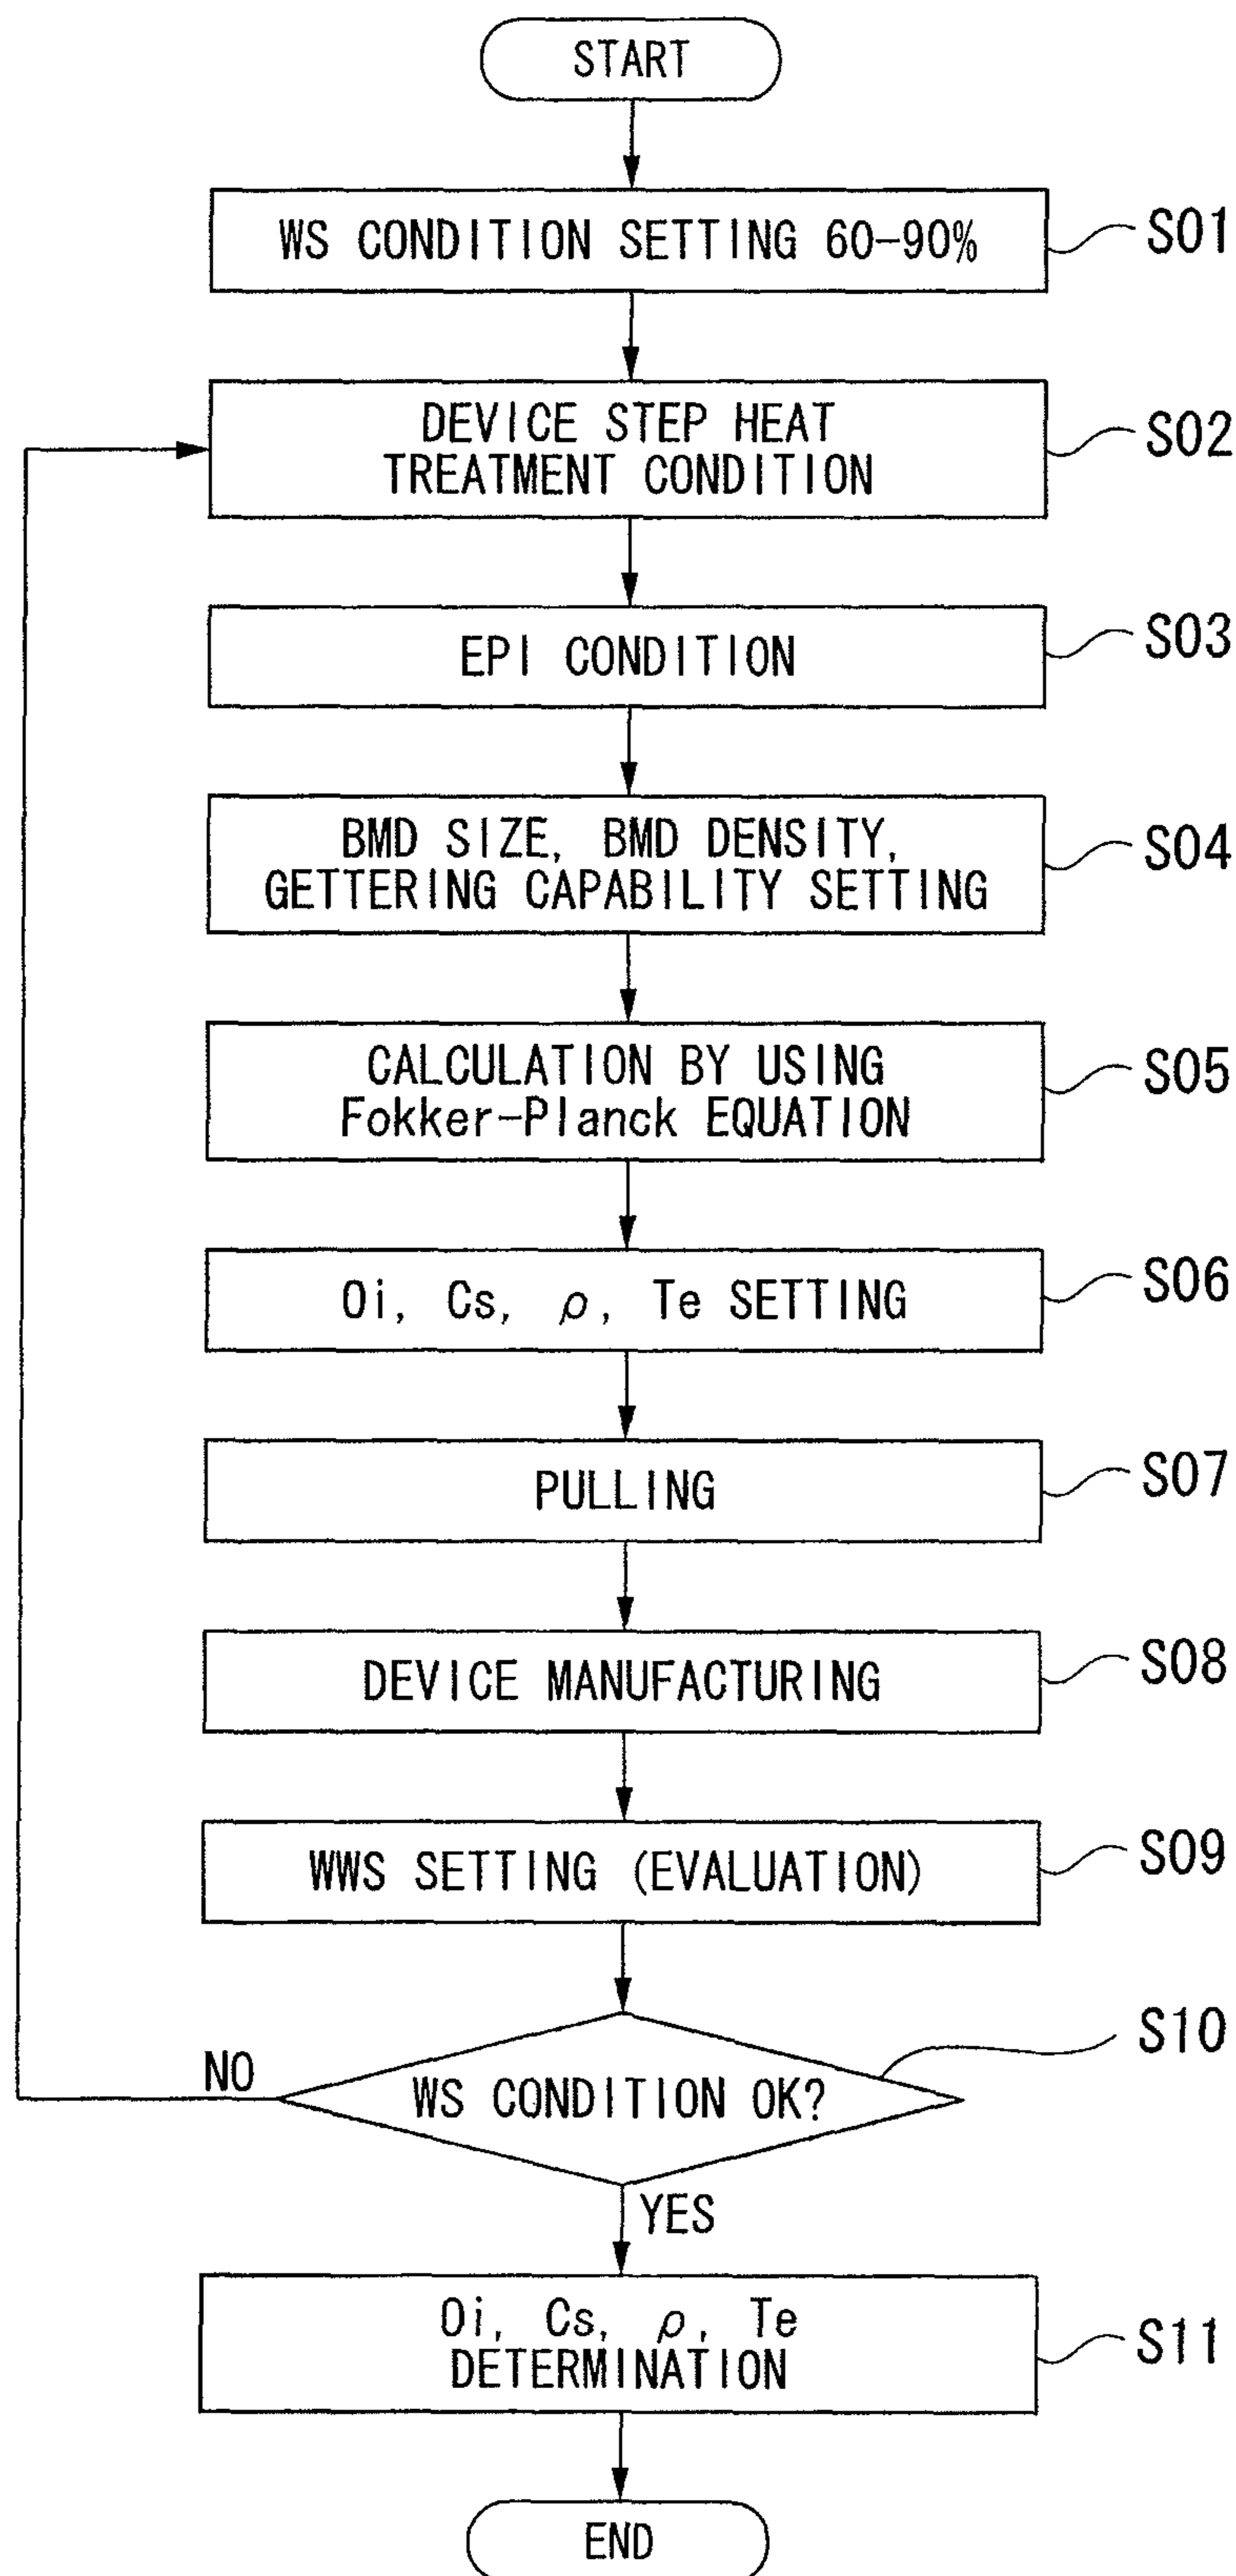 START
WS CONDITION SETTING 60-90%
S01
DEVICE STEP HEAT
TREATMENT CONDITION
S02
EPI CONDITION
S03
BMD SIZE, BMD DENSITY,
GETTERING CAPABILITY SETTING
S04
CALCULATION BY USING
Fokker-Planck EQUATION
S05
Oi, Cs, ρ, Te SETTING
S06
PULLING
S07
DEVICE MANUFACTURING
S08
WWS SETTING (EVALUATION)
S09
WS CONDITION OK?
S10
NO
YES
Oi, Cs, ρ, Te
DETERMINATION
S11
END